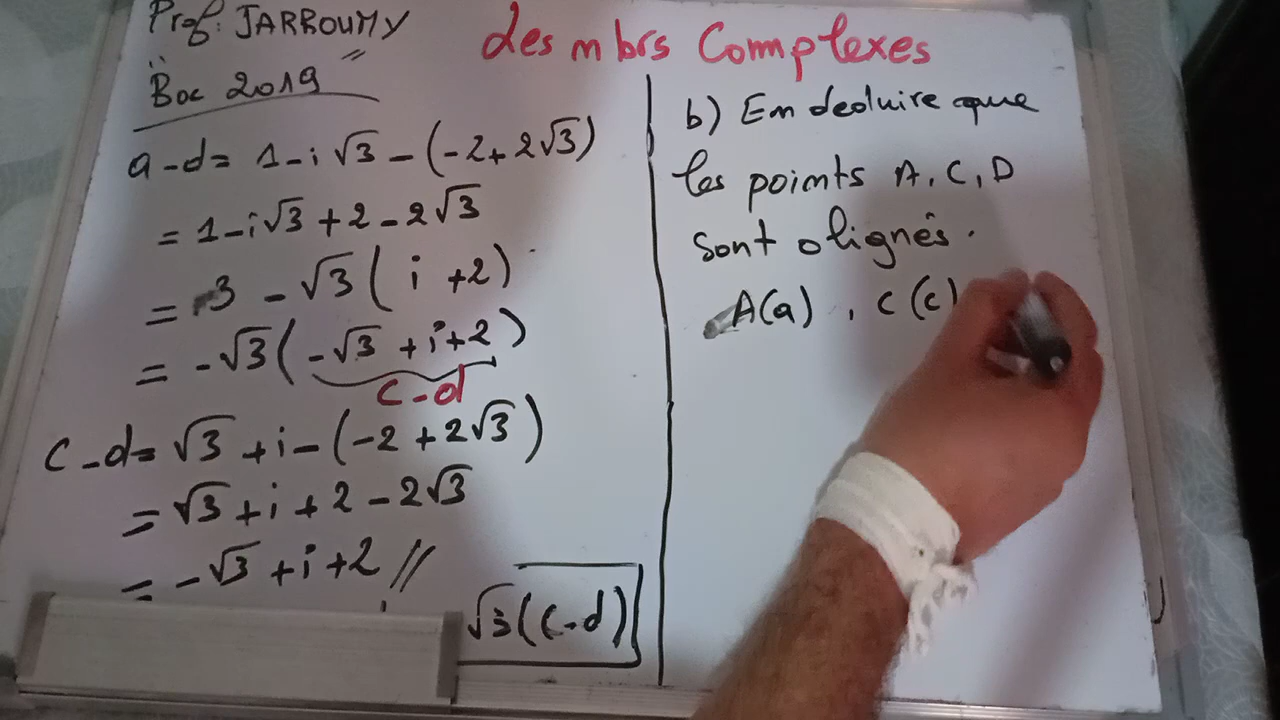 Prof: JARROUMY
Bac 2019
des mbrs Complexes
a-d= 1-i√3-(-2+2√3)
= 1-i√3+2-2√3
= 3 -√3(i+2)
= -√3(-√3+i+2)
c-d
c-d= √3+i-(-2+2√3)
= √3+i+2-2√3
= -√3+i+2 //
√3(c-d)
b) En deduire que
les points A, C, D
sont alignés.
A(a), C(c)